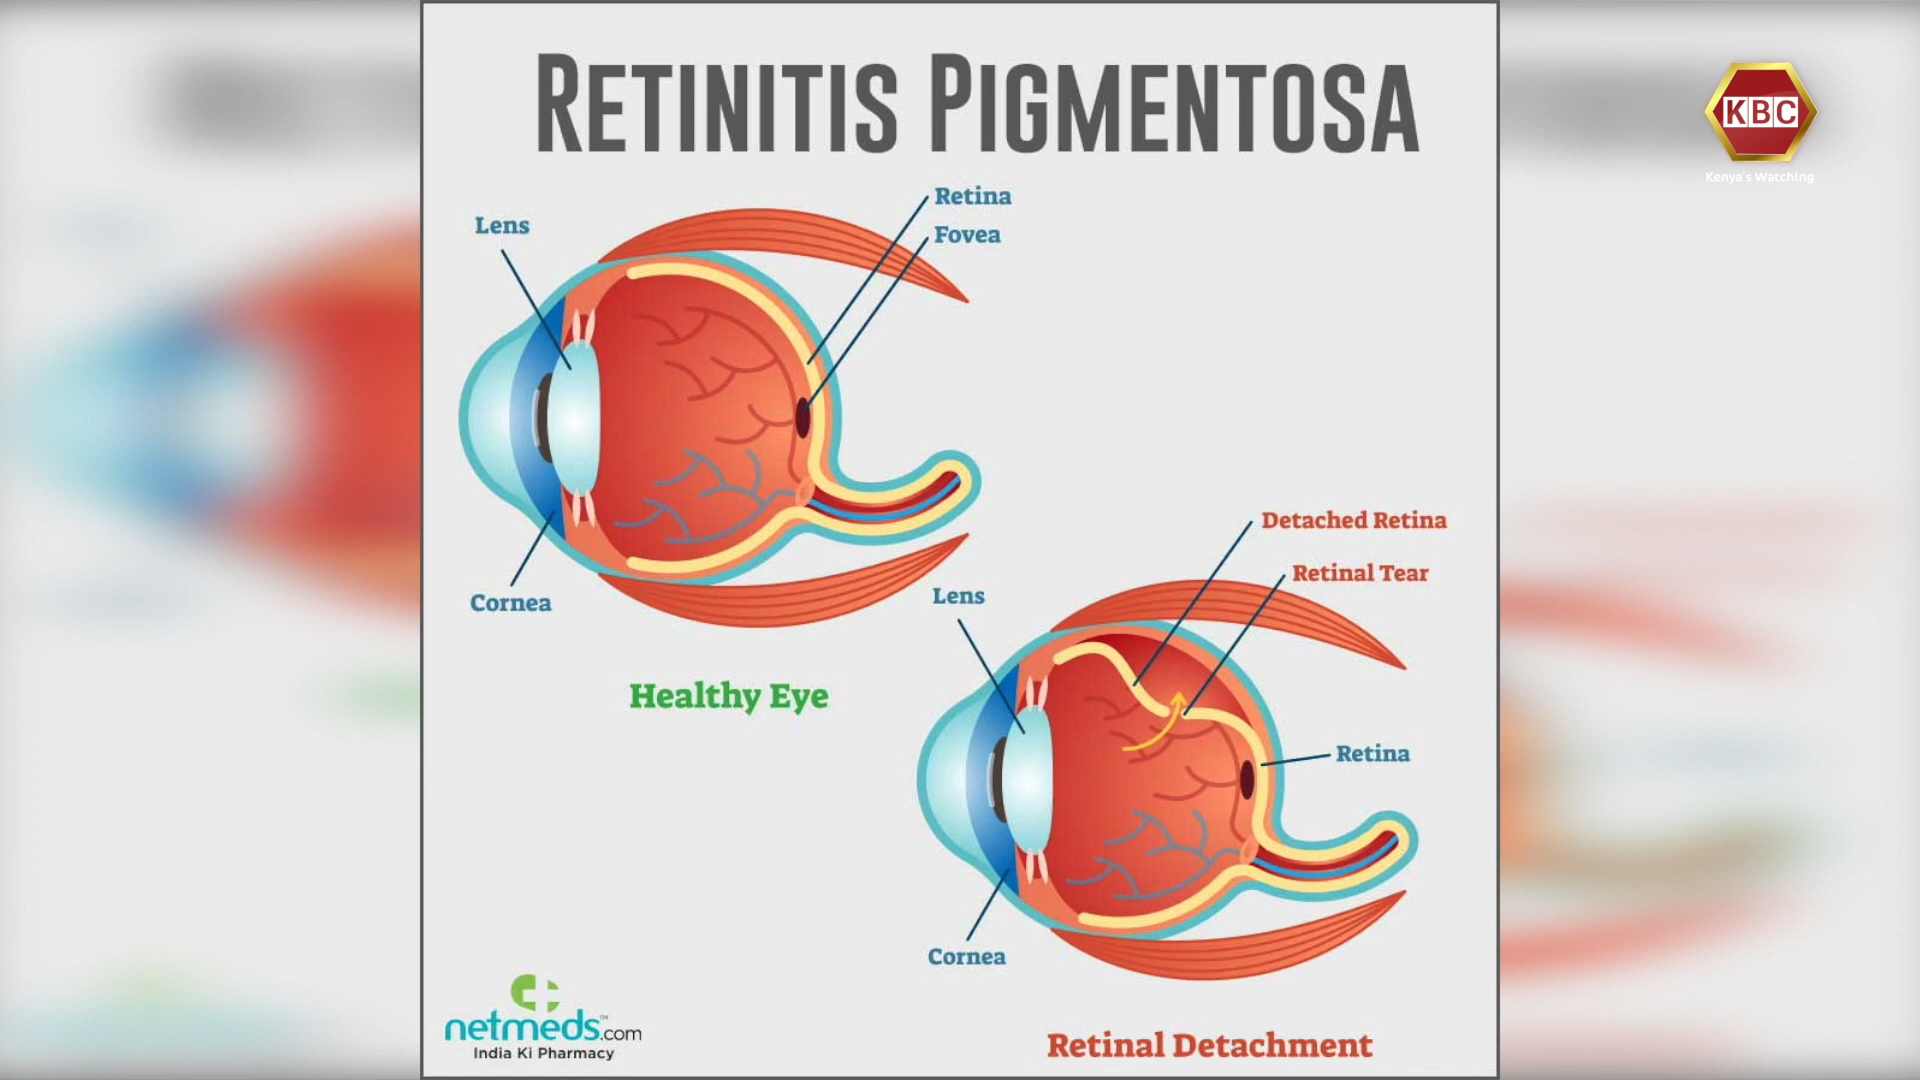 RETINITIS PIGMENTOSA
KBC
Kenya's Watching
Retina
Fovea
Lens
Cornea
Healthy Eye
Detached Retina
Retinal Tear
Lens
Retina
Cornea
Retinal Detachment
netmeds.com™
India Ki Pharmacy